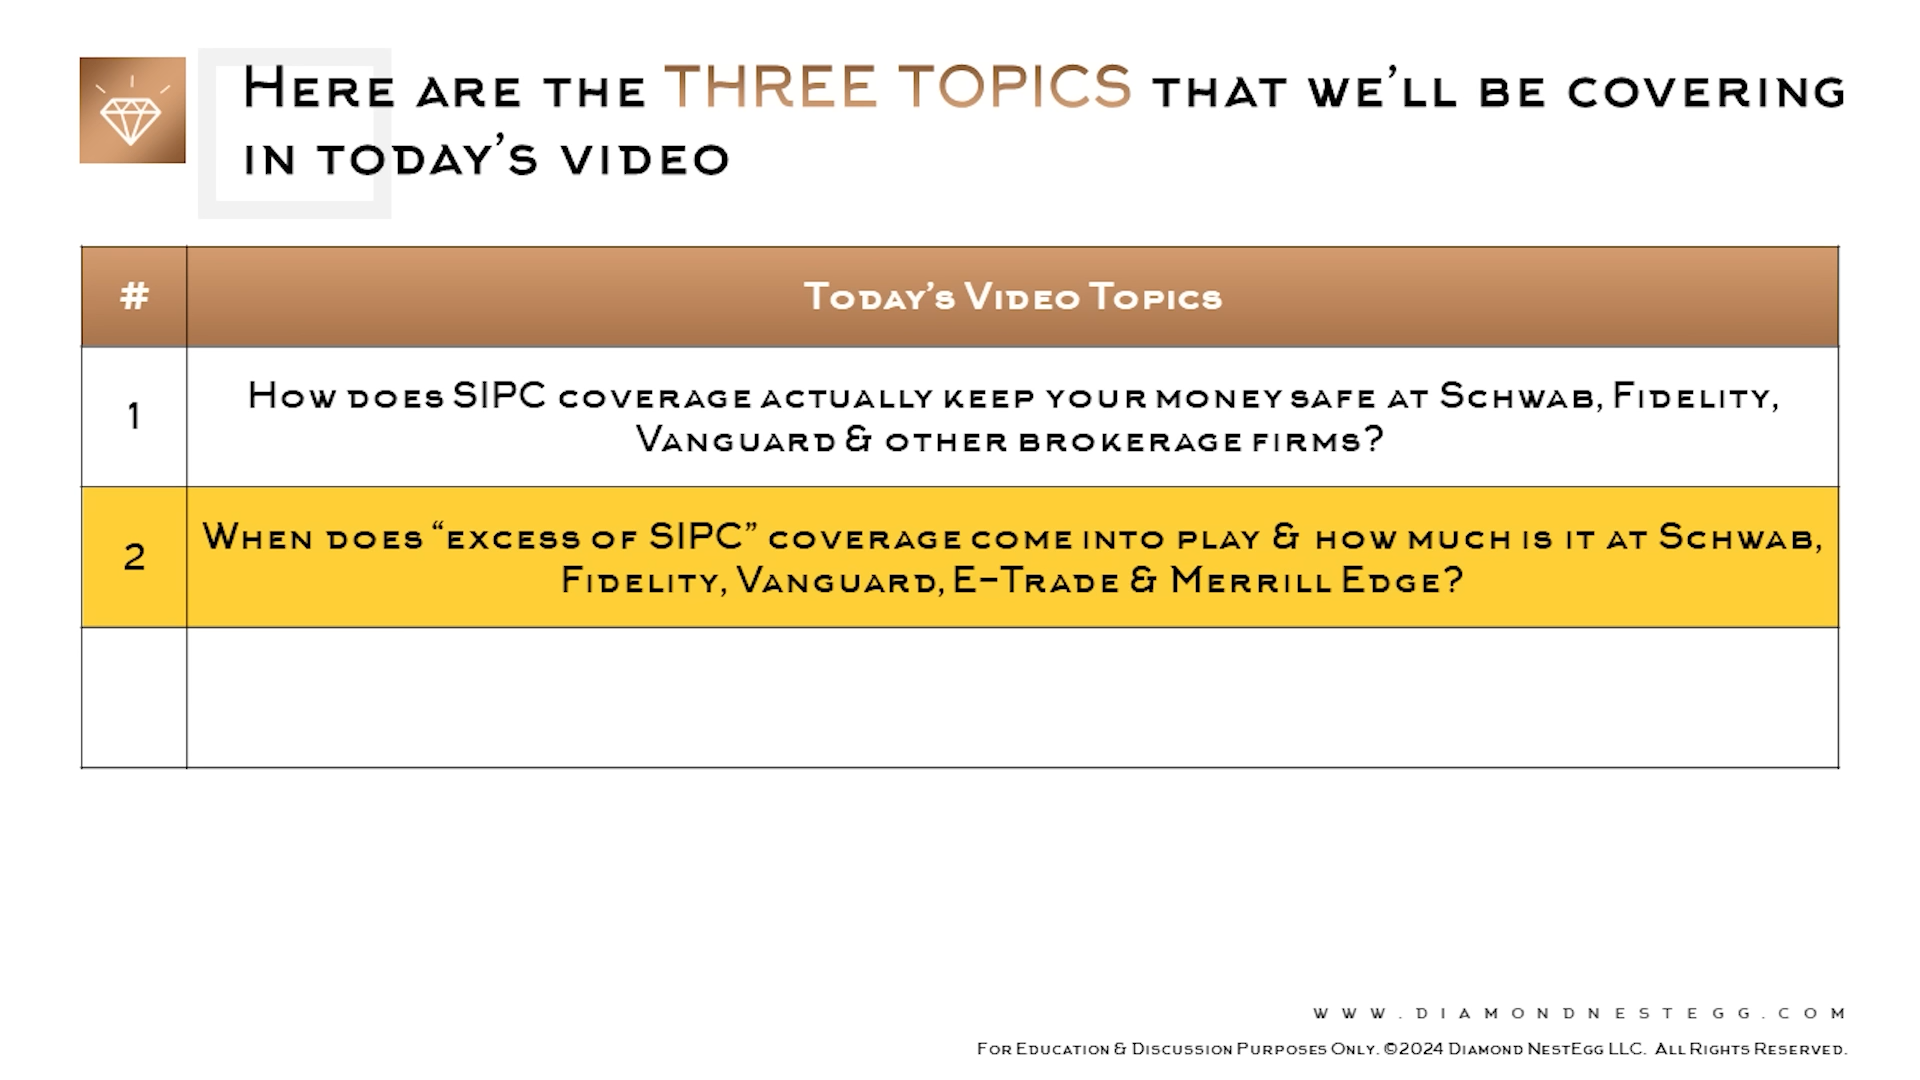 Here are the THREE TOPICS that we'll be covering
in today's video
#
Today's Video Topics
1
How does SIPC coverage actually keep your money safe at Schwab, Fidelity,
Vanguard & other brokerage firms?
2
When does “excess of SIPC” coverage come into play & how much is it at Schwab,
Fidelity, Vanguard, E-Trade & Merrill Edge?
www.diamondnestegg.com
For Education & Discussion Purposes Only. ©2024 Diamond NestEgg LLC. All Rights Reserved.